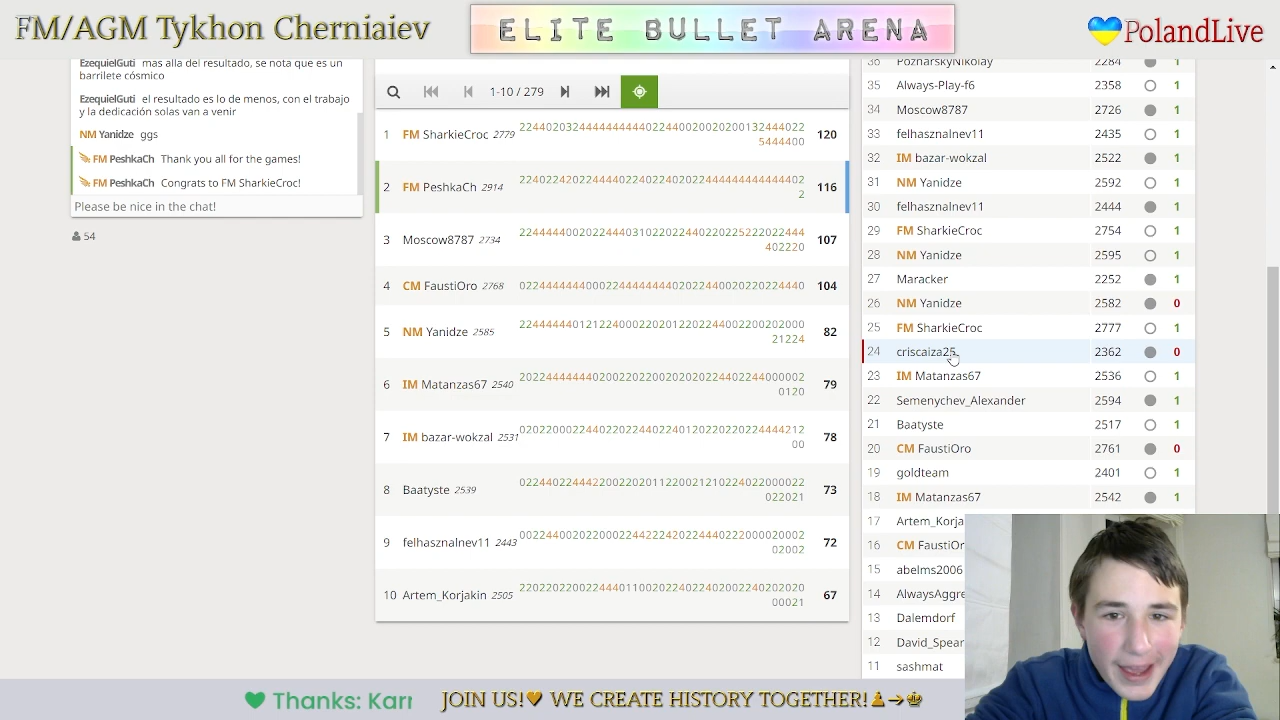 FM/AGM Tykhon Cherniaiev
ELITE BULLET ARENA
PolandLive
EzequielGuti mas alla del resultado, se nota que es un
barrilete cósmico
EzequielGuti el resultado es lo de menos, con el trabajo
y la dedicación solas van a venir
NM Yanidze ggs
FM PeshkaCh Thank you all for the games!
FM PeshkaCh Congrats to FM SharkieCroc!
Please be nice in the chat!
54
1-10 / 279
1 FM SharkieCroc 2779 120
2 FM PeshkaCh 2914 116
3 Moscow8787 2734 107
4 CM FaustiOro 2768 104
5 NM Yanidze 2585 82
6 IM Matanzas67 2540 79
7 IM bazar-wokzal 2531 78
8 Baatyste 2539 73
9 felhasznalnev11 2443 72
10 Artem_Korjakin 2505 67
36 PoznarskyNikolay 2284 1
35 Always-Play-f6 2358 1
34 Moscow8787 2726 1
33 felhasznalnev11 2435 1
32 IM bazar-wokzal 2522 1
31 NM Yanidze 2592 1
30 felhasznalnev11 2444 1
29 FM SharkieCroc 2754 1
28 NM Yanidze 2595 1
27 Maracker 2252 1
26 NM Yanidze 2582 0
25 FM SharkieCroc 2777 1
24 criscaiza25 2362 0
23 IM Matanzas67 2536 1
22 Semenychev_Alexander 2594 1
21 Baatyste 2517 1
20 CM FaustiOro 2761 0
19 goldteam 2401 1
18 IM Matanzas67 2542 1
17 Artem_Korja
16 CM FaustiOr
15 abelms2006
14 AlwaysAggre
13 Dalemdorf
12 David_Spear
11 sashmat
Thanks: Karr
JOIN US! WE CREATE HISTORY TOGETHER!